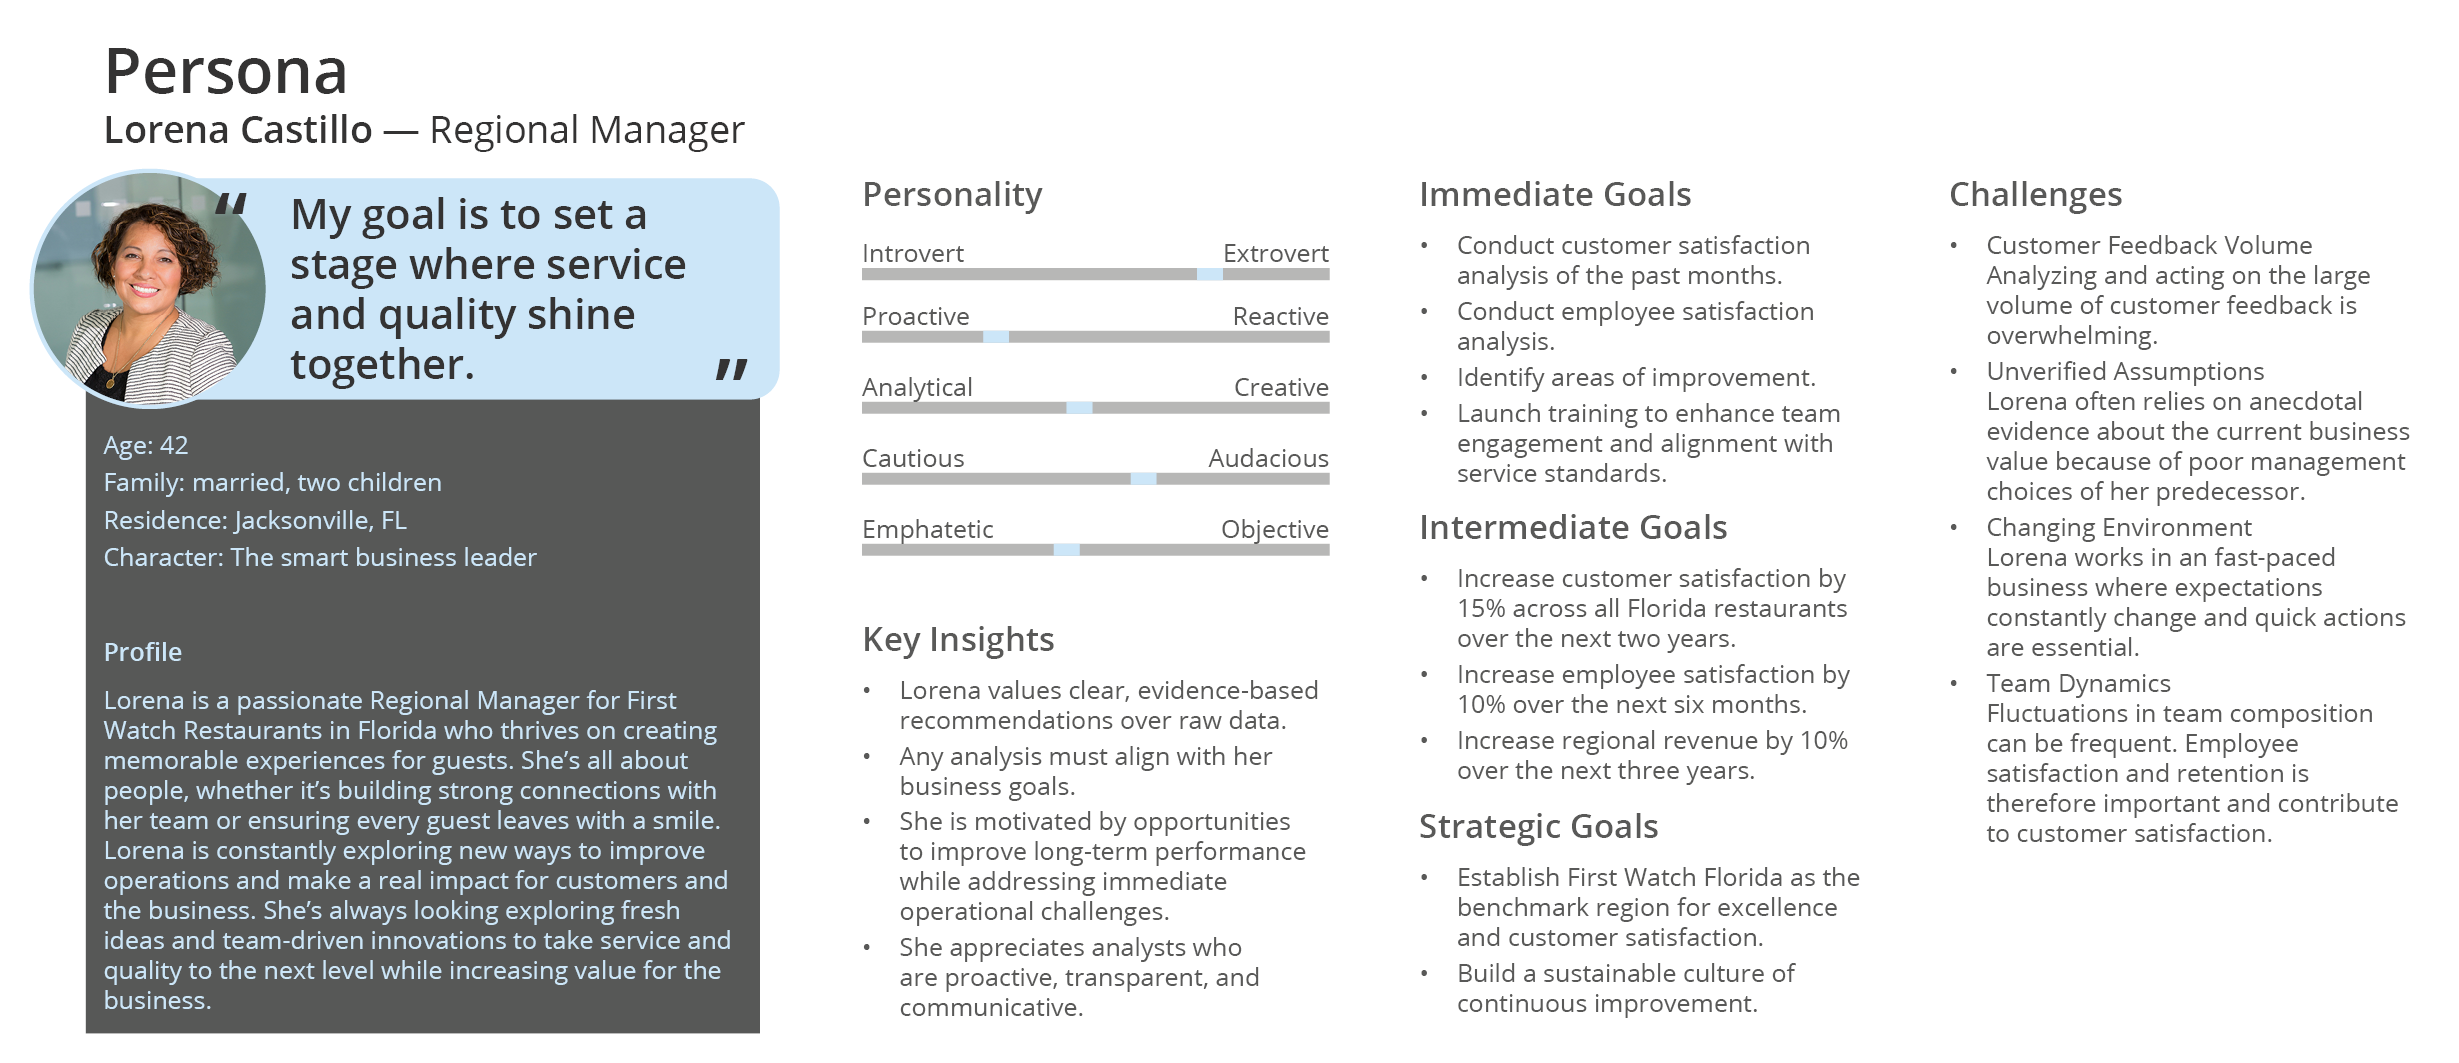 Persona
Lorena Castillo — Regional Manager
“
My goal is to set a
stage where service
and quality shine
together.
”
Age: 42
Family: married, two children
Residence: Jacksonville, FL
Character: The smart business leader
Profile
Lorena is a passionate Regional Manager for First
Watch Restaurants in Florida who thrives on creating
memorable experiences for guests. She’s all about
people, whether it’s building strong connections with
her team or ensuring every guest leaves with a smile.
Lorena is constantly exploring new ways to improve
operations and make a real impact for customers and
the business. She’s always looking exploring fresh
ideas and team-driven innovations to take service and
quality to the next level while increasing value for the
business.
Personality
Introvert Extrovert
Proactive Reactive
Analytical Creative
Cautious Audacious
Emphatetic Objective
Key Insights
• Lorena values clear, evidence-based
recommendations over raw data.
• Any analysis must align with her
business goals.
• She is motivated by opportunities
to improve long-term performance
while addressing immediate
operational challenges.
• She appreciates analysts who
are proactive, transparent, and
communicative.
Immediate Goals
• Conduct customer satisfaction
analysis of the past months.
• Conduct employee satisfaction
analysis.
• Identify areas of improvement.
• Launch training to enhance team
engagement and alignment with
service standards.
Intermediate Goals
• Increase customer satisfaction by
15% across all Florida restaurants
over the next two years.
• Increase employee satisfaction by
10% over the next six months.
• Increase regional revenue by 10%
over the next three years.
Strategic Goals
• Establish First Watch Florida as the
benchmark region for excellence
and customer satisfaction.
• Build a sustainable culture of
continuous improvement.
Challenges
• Customer Feedback Volume
Analyzing and acting on the large
volume of customer feedback is
overwhelming.
• Unverified Assumptions
Lorena often relies on anecdotal
evidence about the current business
value because of poor management
choices of her predecessor.
• Changing Environment
Lorena works in an fast-paced
business where expectations
constantly change and quick actions
are essential.
• Team Dynamics
Fluctuations in team composition
can be frequent. Employee
satisfaction and retention is
therefore important and contribute
to customer satisfaction.